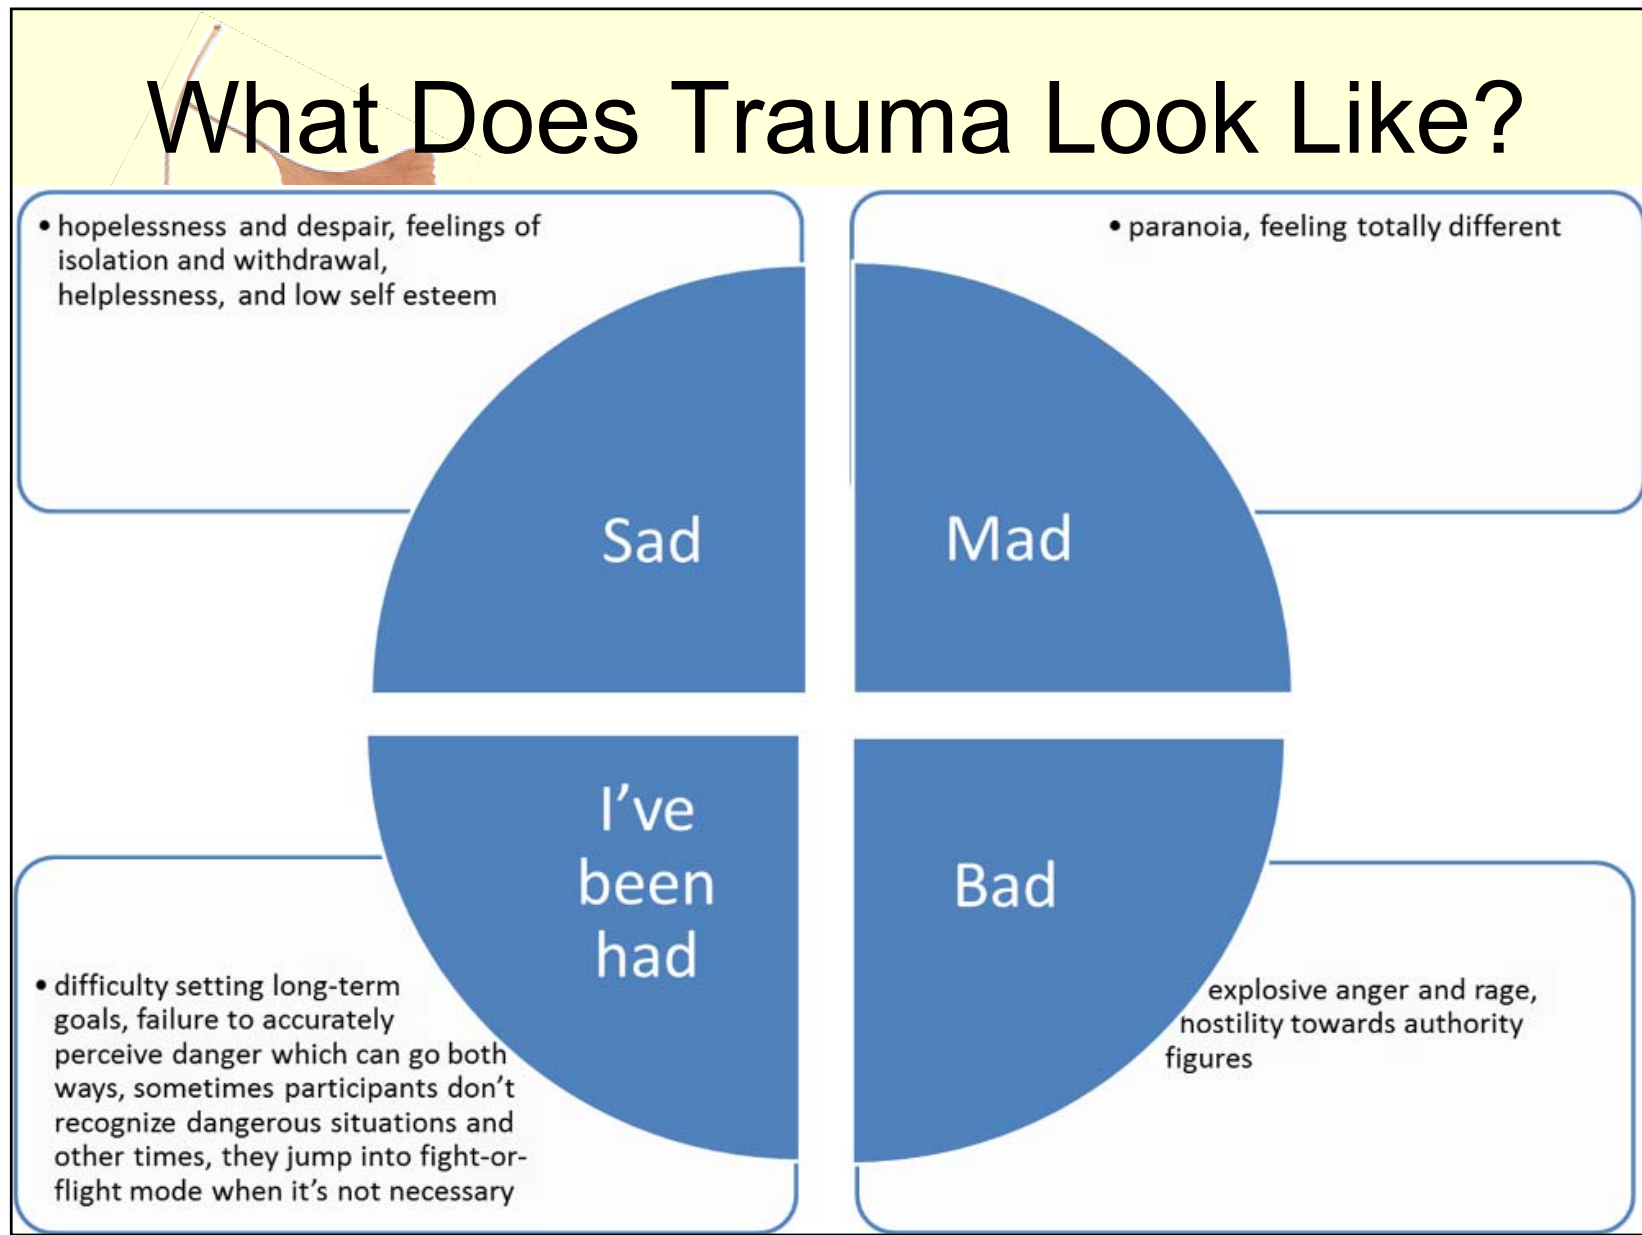 What Does Trauma Look Like?
• hopelessness and despair, feelings of
isolation and withdrawal,
helplessness, and low self esteem
• paranoia, feeling totally different
Sad
Mad
I've
been
had
Bad
• difficulty setting long-term
goals, failure to accurately
perceive danger which can go both
ways, sometimes participants don't
recognize dangerous situations and
other times, they jump into fight-or-
flight mode when it's not necessary
explosive anger and rage,
hostility towards authority
figures